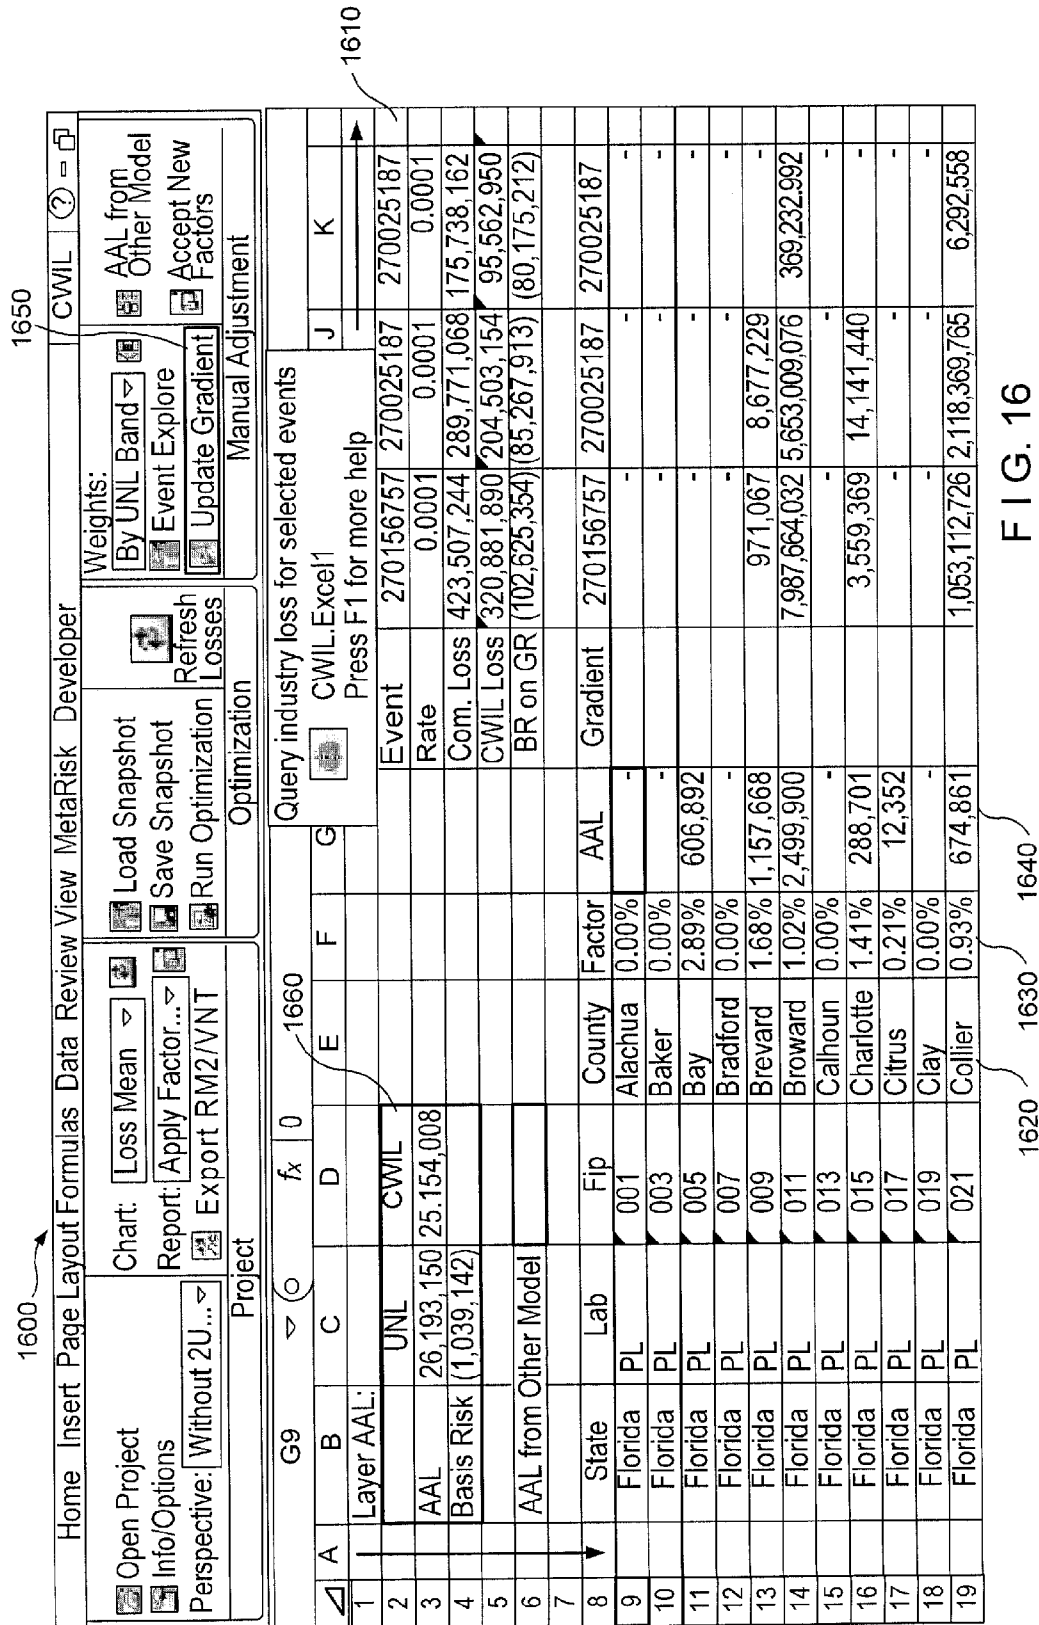 1600
Home Insert Page Layout Formulas Data Review View MetaRisk Developer CWIL ?
Open Project
Info/Options
Perspective: Without 2U...
Chart: Loss Mean
Report: Apply Factor...
Export RM2/VNT
Project
Load Snapshot
Save Snapshot
Run Optimization
Refresh Losses
Optimization
Weights:
By UNL Band
Event Explore
Update Gradient
AAL from Other Model
Accept New Factors
Manual Adjustment
1650
G9 fx 0
1660
Query industry loss for selected events
CWIL.Excel1
Press F1 for more help
1610
A B C D E F G J K
1 Layer AAL:
2 UNL CWIL Event 270156757 270025187 270025187
3 AAL 26,193,150 25.154,008 Rate 0.0001 0.0001 0.0001
4 Basis Risk (1,039,142) Com. Loss 423,507,244 289,771,068 175,738,162
5 CWIL Loss 320,881,890 204,503,154 95,562,950
6 AAL from Other Model BR on GR (102,625,354) (85,267,913) (80,175,212)
7
8 State Lab Fip County Factor AAL Gradient 270156757 270025187 270025187
9 Florida PL 001 Alachua 0.00% - - - -
10 Florida PL 003 Baker 0.00% - - - -
11 Florida PL 005 Bay 2.89% 606,892 - - -
12 Florida PL 007 Bradford 0.00% - - - -
13 Florida PL 009 Brevard 1.68% 1,157,668 971,067 8,677,229 -
14 Florida PL 011 Broward 1.02% 2,499,900 7,987,664,032 5,653,009,076 369,232.992
15 Florida PL 013 Calhoun 0.00% - - - -
16 Florida PL 015 Charlotte 1.41% 288,701 3,559,369 14,141,440 -
17 Florida PL 017 Citrus 0.21% 12,352 - - -
18 Florida PL 019 Clay 0.00% - - - -
19 Florida PL 021 Collier 0.93% 674,861 1,053,112,726 2,118,369,765 6,292,558
1620
1630
1640
FIG. 16